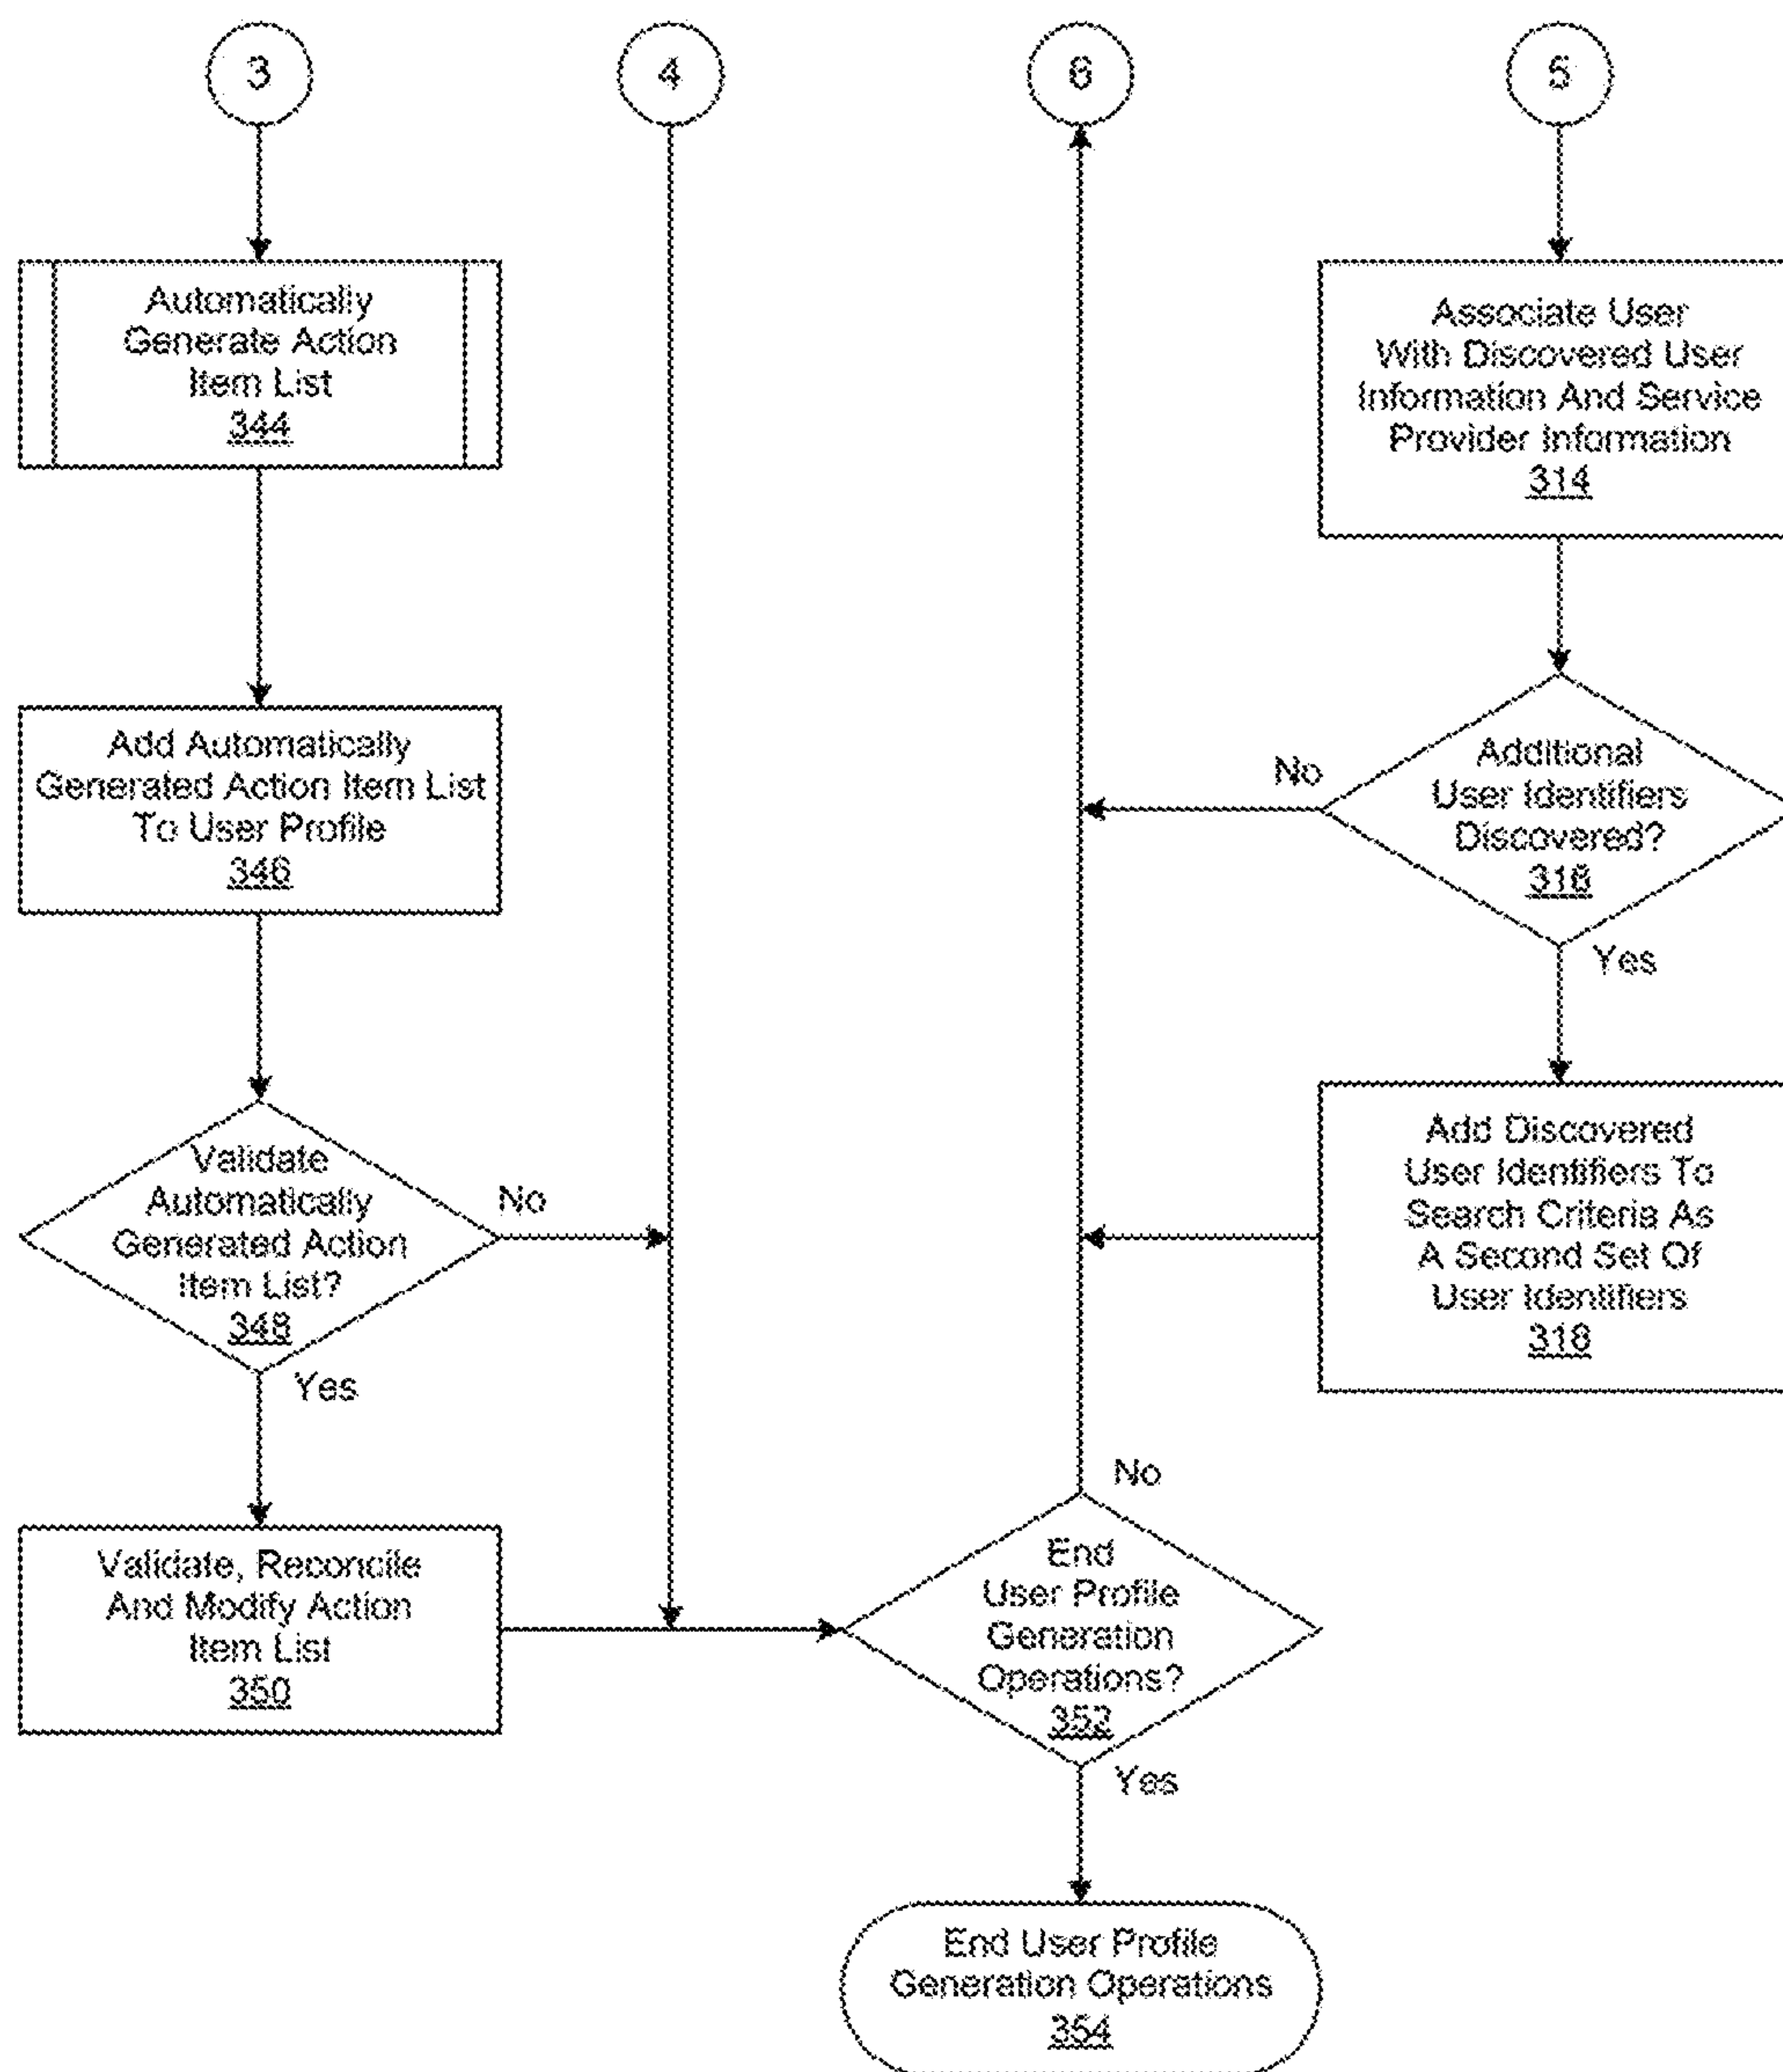 3
4
6
5
Automatically
Generate Action
Item List
344
Associate User
With Discovered User
Information And Service
Provider Information
314
Add Automatically
Generated Action Item List
To User Profile
346
No
Additional
User Identifiers
Discovered?
316
Yes
Validate
Automatically
Generated Action
Item List?
348
No
Yes
Add Discovered
User Identifiers To
Search Criteria As
A Second Set Of
User Identifiers
318
Validate, Reconcile
And Modify Action
Item List
350
No
End
User Profile
Generation
Operations?
352
Yes
End User Profile
Generation Operations
354